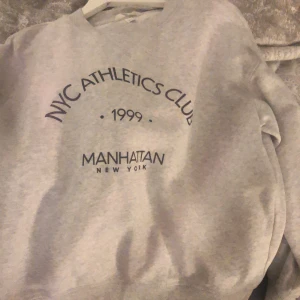 NYC ATHLETICS CLUB
· 1999 ·
MANHATTAN
NEW YORK